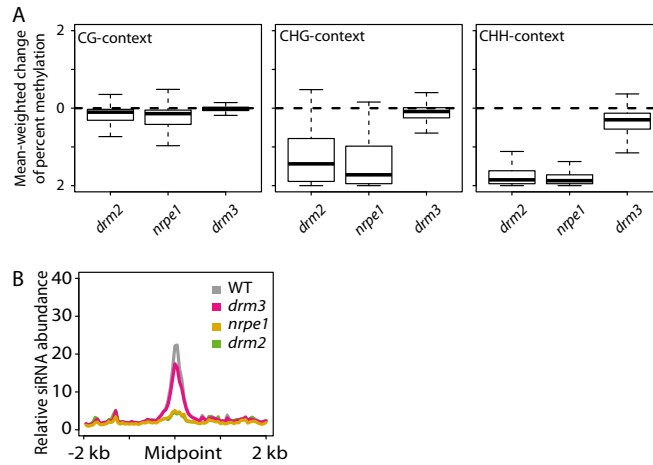 A
CG-context
CHG-context
CHH-context
Mean-weighted change
of percent methylation
2
0
2
drm2
nrpe1
drm3
drm2
nrpe1
drm3
drm2
nrpe1
drm3
B
Relative siRNA abundance
40
30
20
10
0
WT
drm3
nrpe1
drm2
-2 kb
Midpoint
2 kb